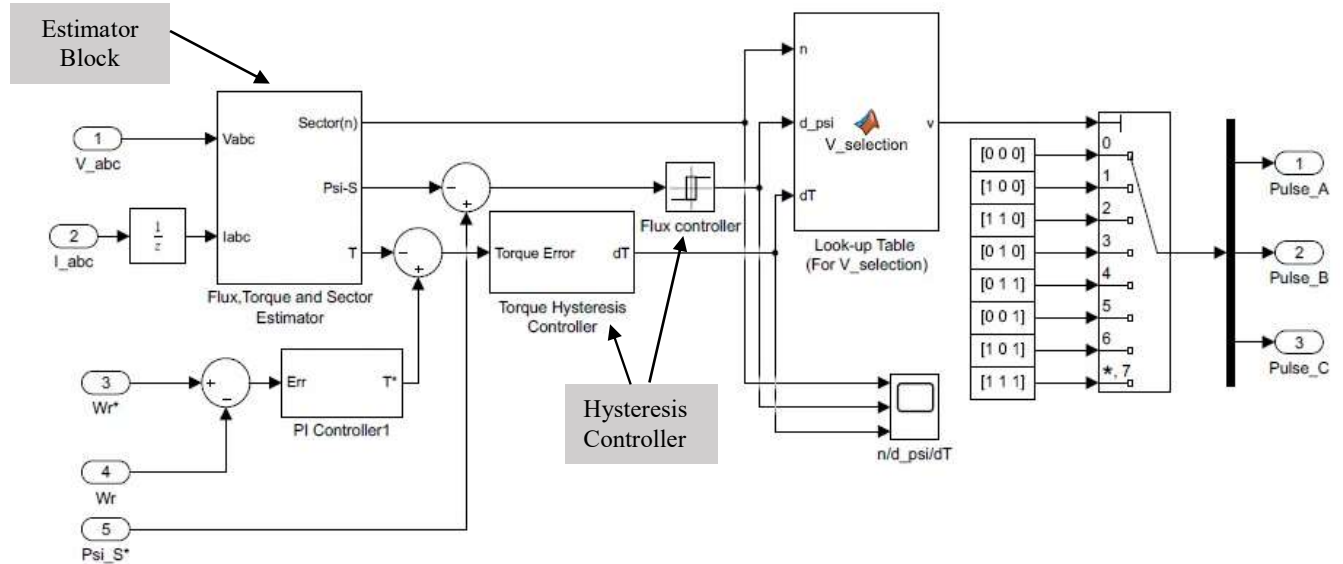 Estimator
Block
1
V_abc
2
I_abc
1
z
Vabc
Iabc
Sector(n)
Psi-S
T
Flux,Torque and Sector
Estimator
3
Wr*
4
Wr
5
Psi_S*
+
−
Err
T*
PI Controller1
−
+
−
+
Torque Error
dT
Torque Hysteresis
Controller
Flux controller
Hysteresis
Controller
n
d_psi
dT
v
V_selection
Look-up Table
(For V_selection)
n/d_psi/dT
[0 0 0]
[1 0 0]
[1 1 0]
[0 1 0]
[0 1 1]
[0 0 1]
[1 0 1]
[1 1 1]
0
1
2
3
4
5
6
*, 7
1
Pulse_A
2
Pulse_B
3
Pulse_C